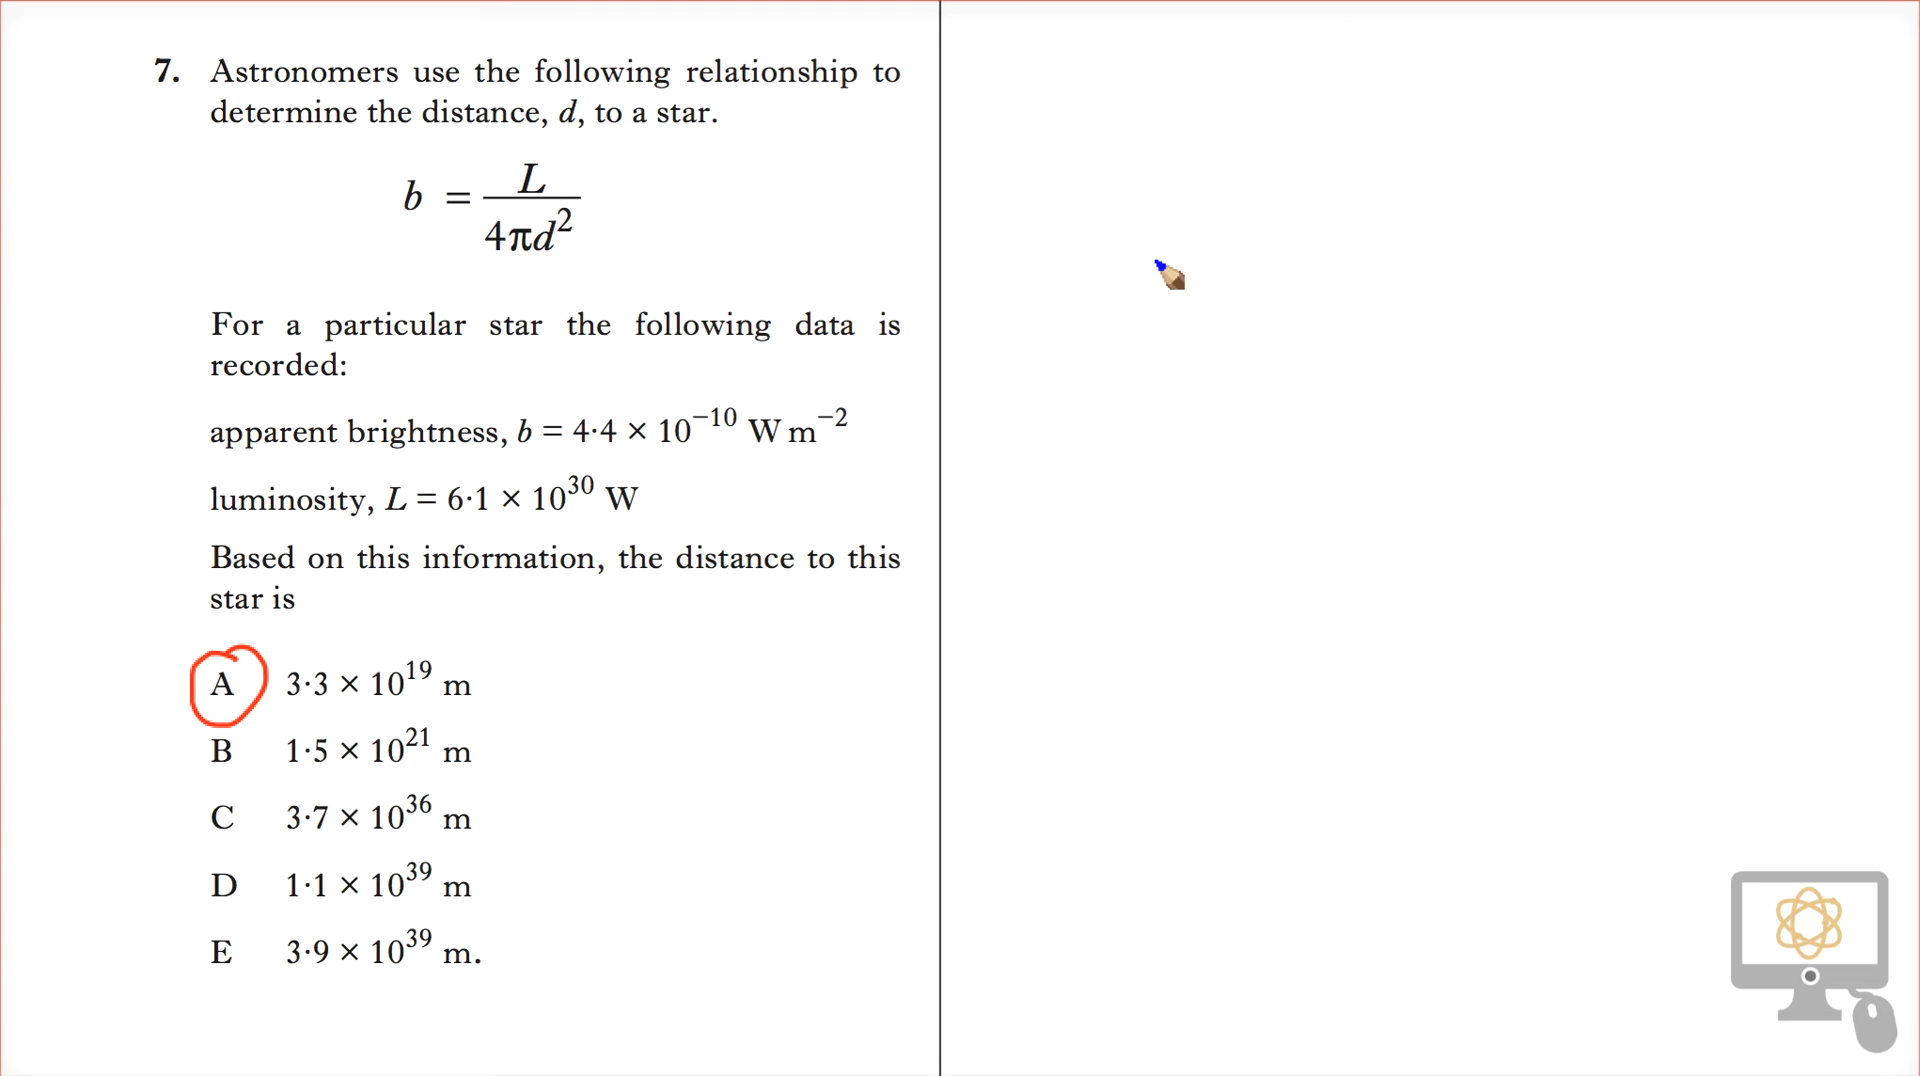 7. Astronomers use the following relationship to
determine the distance, d, to a star.
b = L / 4πd²
For a particular star the following data is
recorded:
apparent brightness, b = 4·4 × 10⁻¹⁰ W m⁻²
luminosity, L = 6·1 × 10³⁰ W
Based on this information, the distance to this
star is
A 3·3 × 10¹⁹ m
B 1·5 × 10²¹ m
C 3·7 × 10³⁶ m
D 1·1 × 10³⁹ m
E 3·9 × 10³⁹ m.